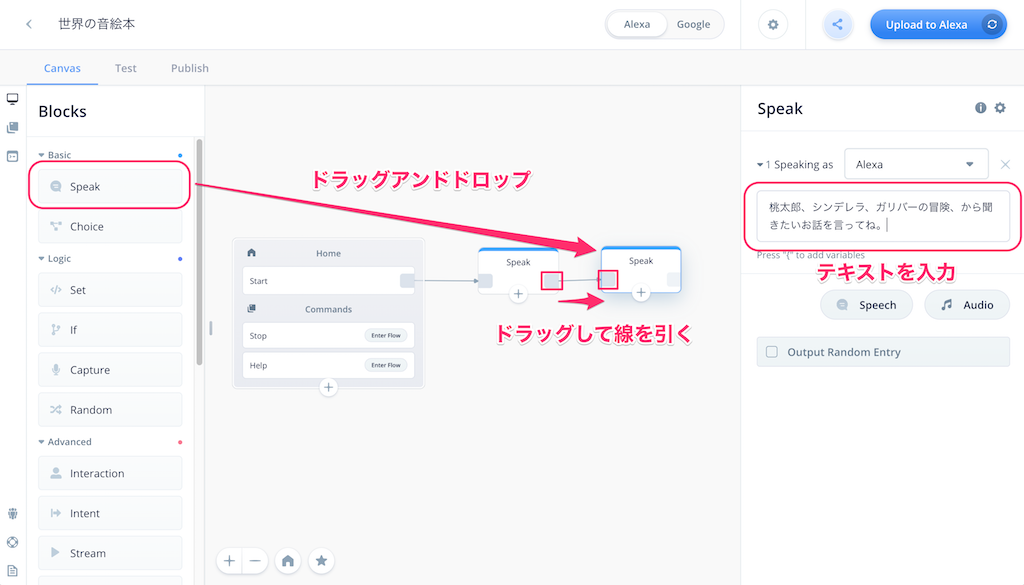 世界の音絵本
Alexa
Google
Upload to Alexa
Canvas
Test
Publish
Blocks
Basic
Speak
Choice
Logic
Set
If
Capture
Random
Advanced
Interaction
Intent
Stream
ドラッグアンドドロップ
Home
Start
Commands
Stop
Enter Flow
Help
Enter Flow
Speak
Speak
ドラッグして線を引く
Speak
1 Speaking as
Alexa
桃太郎、シンデレラ、ガリバーの冒険、から聞
きたいお話を言ってね。
Press "{" to add variables
テキストを入力
Speech
Audio
Output Random Entry